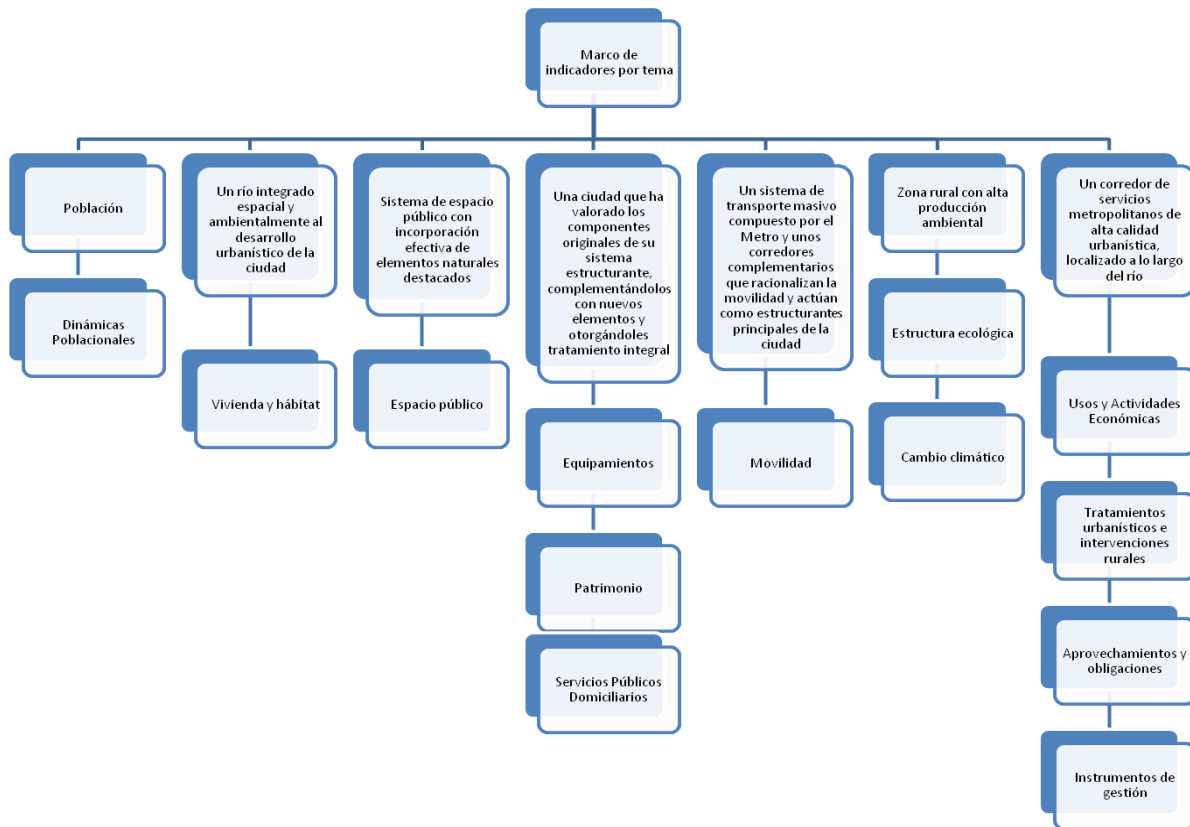 Marco de
indicadores por tema
Población
Dinámicas
Poblacionales
Un río integrado
espacial y
ambientalmente al
desarrollo
urbanístico de la
ciudad
Vivienda y hábitat
Sistema de espacio
público con
incorporación
efectiva de
elementos naturales
destacados
Espacio público
Una ciudad que ha
valorado los
componentes
originales de su
sistema
estructurante,
complementándolos
con nuevos
elementos y
otorgándoles
tratamiento integral
Equipamientos
Patrimonio
Servicios Públicos
Domiciliarios
Un sistema de
transporte masivo
compuesto por el
Metro y unos
corredores
complementarios
que racionalizan la
movilidad y actúan
como estructurantes
principales de la
ciudad
Movilidad
Zona rural con alta
producción
ambiental
Estructura ecológica
Cambio climático
Un corredor de
servicios
metropolitanos de
alta calidad
urbanística,
localizado a lo largo
del río
Usos y Actividades
Económicas
Tratamientos
urbanísticos e
intervenciones
rurales
Aprovechamientos y
obligaciones
Instrumentos de
gestión